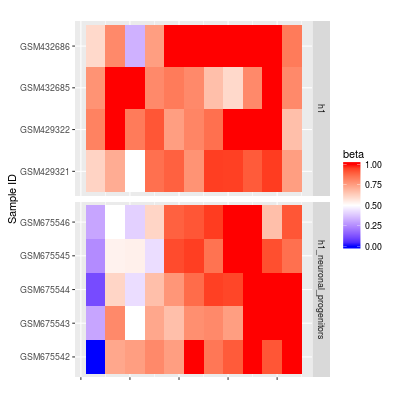 GSM432686
GSM432685
GSM429322
GSM429321
h1
GSM675546
GSM675545
GSM675544
GSM675543
GSM675542
h1_neuronal_progenitors
Sample ID
beta
1.00
0.75
0.50
0.25
0.00